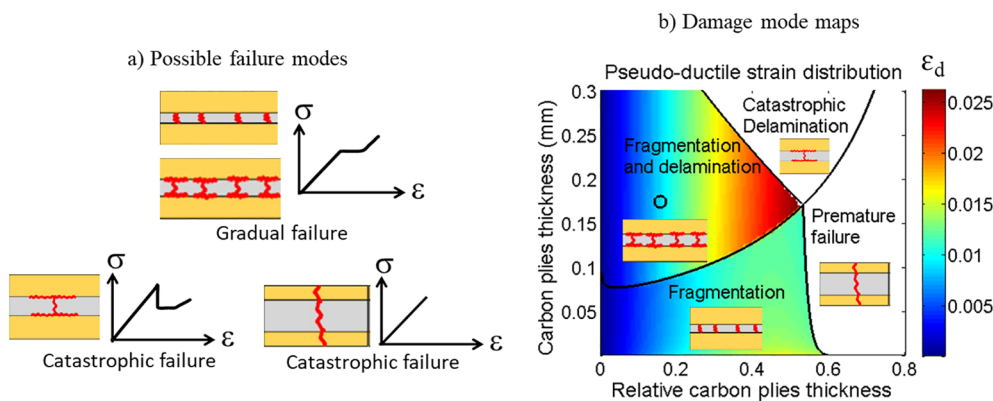 a) Possible failure modes
σ
ε
Gradual failure
σ
ε
Catastrophic failure
σ
ε
Catastrophic failure
b) Damage mode maps
Pseudo-ductile strain distribution
εd
Carbon plies thickness (mm)
0.3
0.25
0.2
0.15
0.1
0.05
0
0.2
0.4
0.6
0.8
Relative carbon plies thickness
Catastrophic
Delamination
Fragmentation
and delamination
Premature
failure
Fragmentation
0.025
0.02
0.015
0.01
0.005